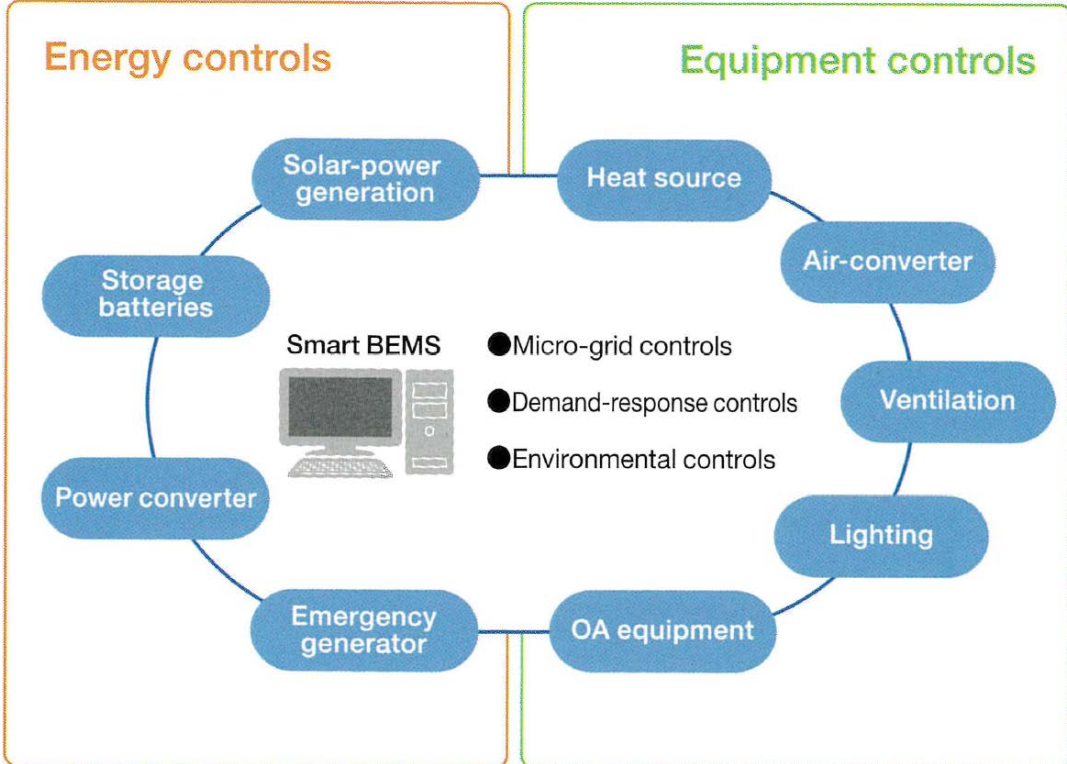 Energy controls
Equipment controls
Solar-power
generation
Heat source
Air-converter
Storage
batteries
Smart BEMS
●Micro-grid controls
●Demand-response controls
●Environmental controls
Ventilation
Power converter
Lighting
Emergency
generator
OA equipment